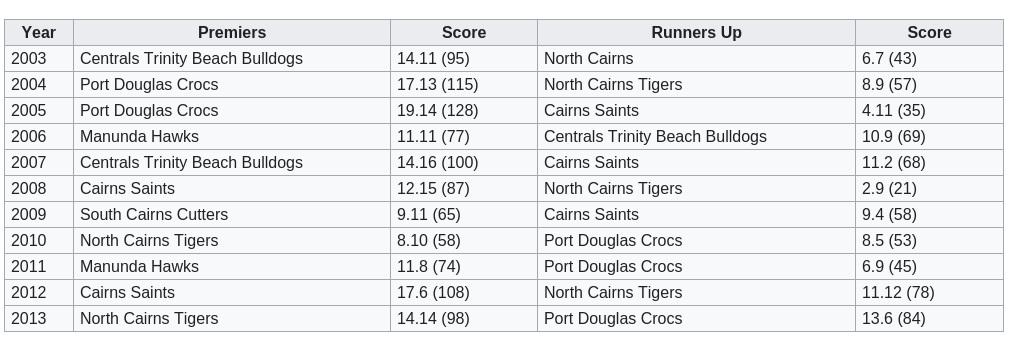 Year Premiers Score Runners Up Score
2003 Centrals Trinity Beach Bulldogs 14.11 (95) North Cairns 6.7 (43)
2004 Port Douglas Crocs 17.13 (115) North Cairns Tigers 8.9 (57)
2005 Port Douglas Crocs 19.14 (128) Cairns Saints 4.11 (35)
2006 Manunda Hawks 11.11 (77) Centrals Trinity Beach Bulldogs 10.9 (69)
2007 Centrals Trinity Beach Bulldogs 14.16 (100) Cairns Saints 11.2 (68)
2008 Cairns Saints 12.15 (87) North Cairns Tigers 2.9 (21)
2009 South Cairns Cutters 9.11 (65) Cairns Saints 9.4 (58)
2010 North Cairns Tigers 8.10 (58) Port Douglas Crocs 8.5 (53)
2011 Manunda Hawks 11.8 (74) Port Douglas Crocs 6.9 (45)
2012 Cairns Saints 17.6 (108) North Cairns Tigers 11.12 (78)
2013 North Cairns Tigers 14.14 (98) Port Douglas Crocs 13.6 (84)